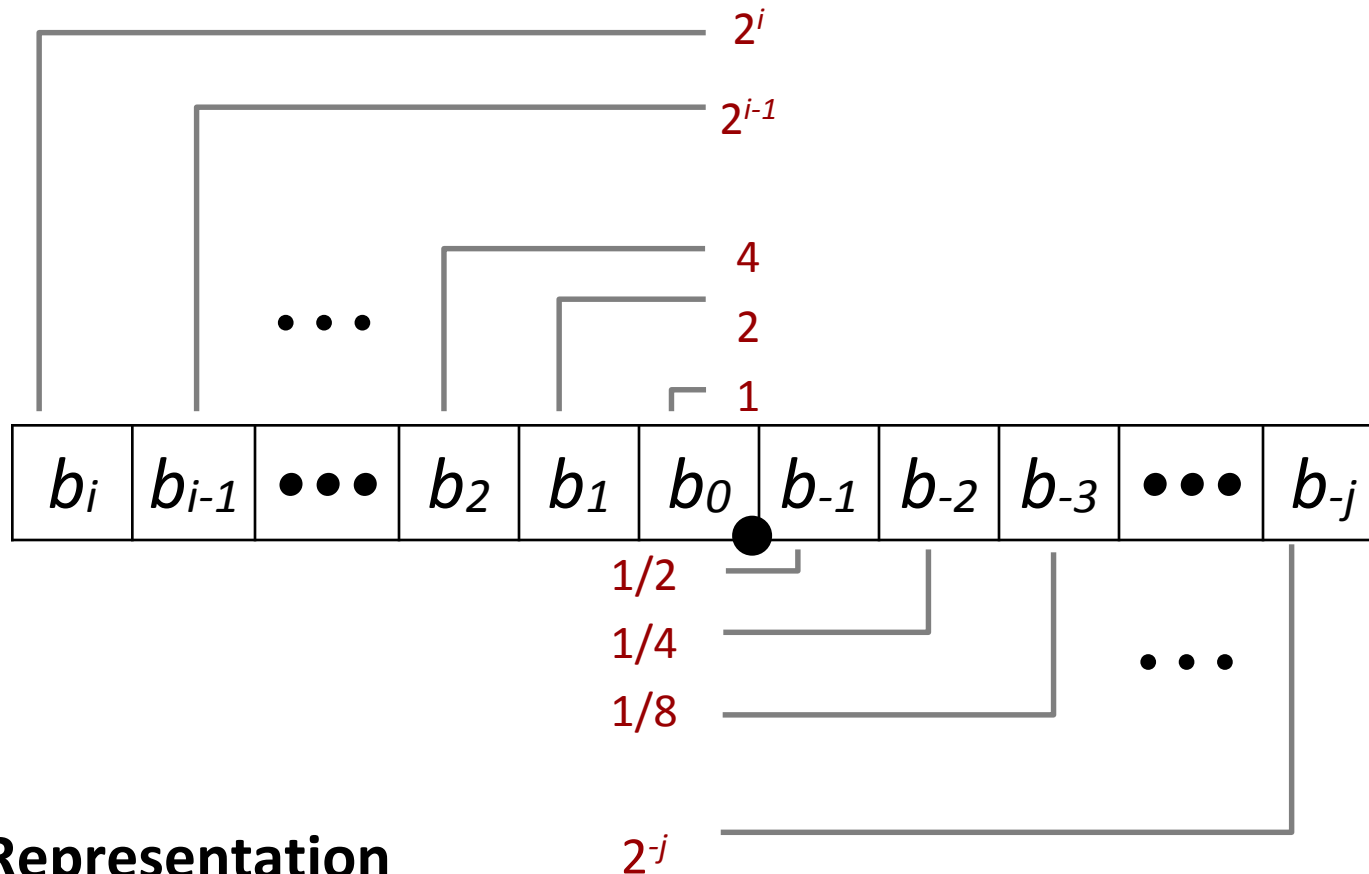 2^i
2^{i-1}
• • •
4
2
1
b_i b_{i-1} ••• b_2 b_1 b_0 . b_{-1} b_{-2} b_{-3} ••• b_{-j}
1/2
1/4
• • •
1/8
2^{-j}
Representation